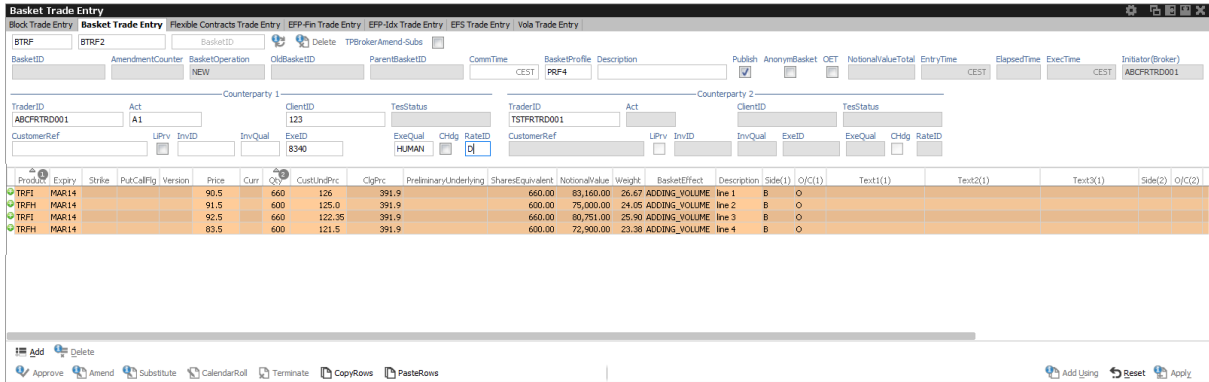 Basket Trade Entry
Block Trade Entry Basket Trade Entry Flexible Contracts Trade Entry EFP-Fin Trade Entry EFP-Idx Trade Entry EFS Trade Entry Vola Trade Entry
BTRF BTRF2 BasketID Delete TPBrokerAmend-Subs
BasketID AmendmentCounter BasketOperation OldBasketID ParentBasketID CommTime BasketProfile Description Publish AnonymBasket OET NotionalValueTotal EntryTime ElapsedTime ExecTime Initiator(Broker)
NEW CEST PRF4 CEST CEST ABCFRTRD001
Counterparty 1 Counterparty 2
TraderID Act ClientID TesStatus TraderID Act ClientID TesStatus
ABCFRTRD001 A1 123 TSTFRTRD001
CustomerRef LiPrv InvID InvQual ExeID ExeQual CHdg RateID CustomerRef LiPrv InvID InvQual ExeID ExeQual CHdg RateID
8340 HUMAN D
Product 1 Expiry Strike PutCallFlg Version Price Curr Qty 2 CustUndPrc ClgPrc PreliminaryUnderlying SharesEquivalent NotionalValue Weight BasketEffect Description Side(1) O/C(1) Text1(1) Text2(1) Text3(1) Side(2) O/C(2)
TRFI MAR14 90.5 660 126 391.9 660.00 83,160.00 26.67 ADDING_VOLUME line 1 B O
TRFH MAR14 91.5 600 125.0 391.9 600.00 75,000.00 24.05 ADDING_VOLUME line 2 B O
TRFI MAR14 92.5 660 122.35 391.9 660.00 80,751.00 25.90 ADDING_VOLUME line 3 B O
TRFH MAR14 83.5 600 121.5 391.9 600.00 72,900.00 23.38 ADDING_VOLUME line 4 B O
Add Delete
Approve Amend Substitute CalendarRoll Terminate CopyRows PasteRows Add Using Reset Apply